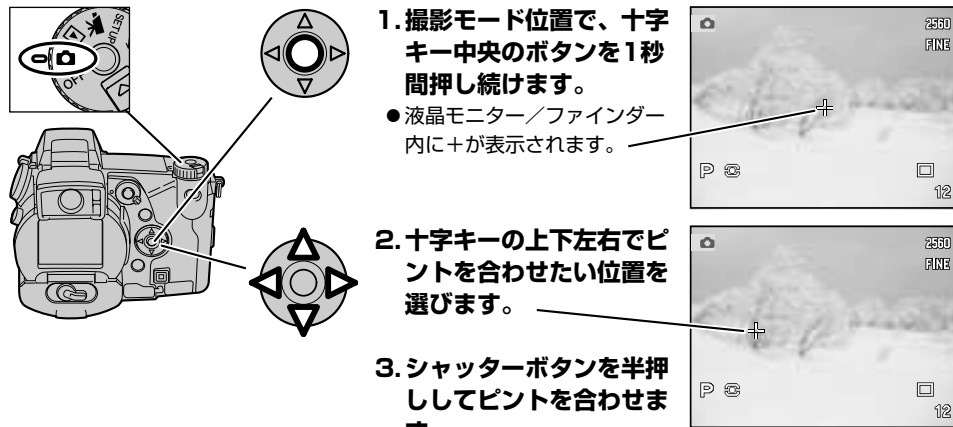 SETUP
OFF
1.撮影モード位置で、十字
キー中央のボタンを1秒
間押し続けます。
●液晶モニター／ファインダー
内に＋が表示されます。
2560
FINE
P
12
2.十字キーの上下左右でピ
ントを合わせたい位置を
選びます。
2560
FINE
P
12
3.シャッターボタンを半押
ししてピントを合わせま